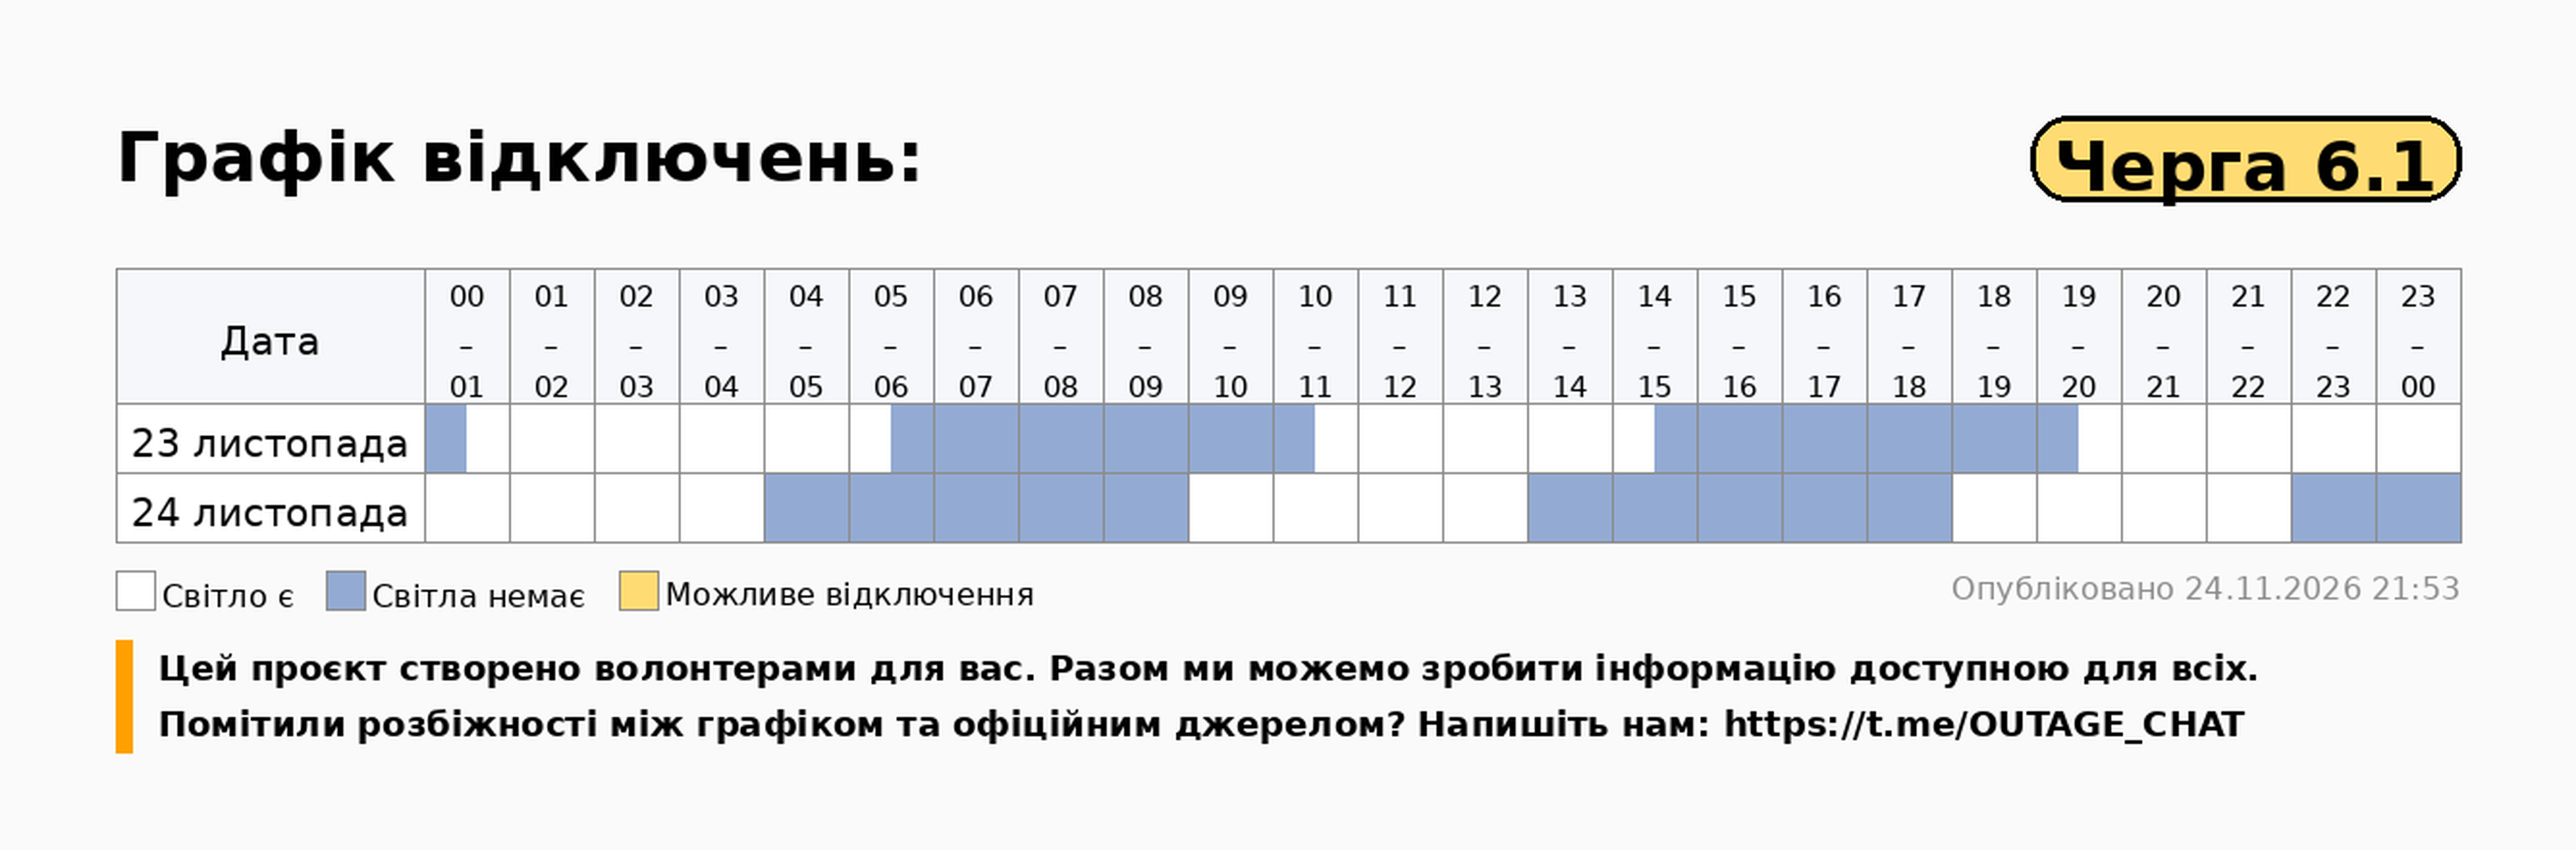 Графік відключень:
Черга 6.1
Дата
00 – 01
01 – 02
02 – 03
03 – 04
04 – 05
05 – 06
06 – 07
07 – 08
08 – 09
09 – 10
10 – 11
11 – 12
12 – 13
13 – 14
14 – 15
15 – 16
16 – 17
17 – 18
18 – 19
19 – 20
20 – 21
21 – 22
22 – 23
23 – 00
23 листопада
24 листопада
Світло є
Світла немає
Можливе відключення
Опубліковано 24.11.2026 21:53
Цей проєкт створено волонтерами для вас. Разом ми можемо зробити інформацію доступною для всіх.
Помітили розбіжності між графіком та офіційним джерелом? Напишіть нам: https://t.me/OUTAGE_CHAT